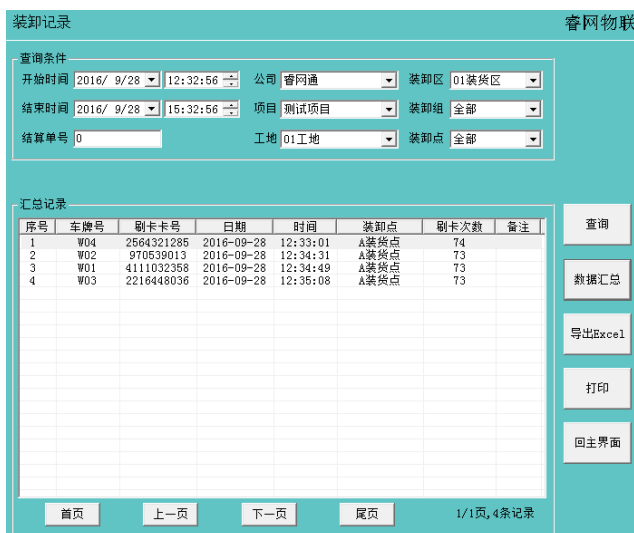 装卸记录 睿网物联
查询条件
开始时间 2016/ 9/28 12:32:56 公司 睿网通 装卸区 01装货区
结束时间 2016/ 9/28 15:32:56 项目 测试项目 装卸组 全部
结算单号 0 工地 01工地 装卸点 全部
汇总记录
序号 车牌号 刷卡卡号 日期 时间 装卸点 刷卡次数 备注
1 W04 2564321285 2016-09-28 12:33:01 A装货点 74
2 W02 970539013 2016-09-28 12:34:31 A装货点 73
3 W01 4111032358 2016-09-28 12:34:49 A装货点 73
4 W03 2216448036 2016-09-28 12:35:08 A装货点 73
查询
数据汇总
导出Excel
打印
回主界面
首页 上一页 下一页 尾页 1/1页,4条记录